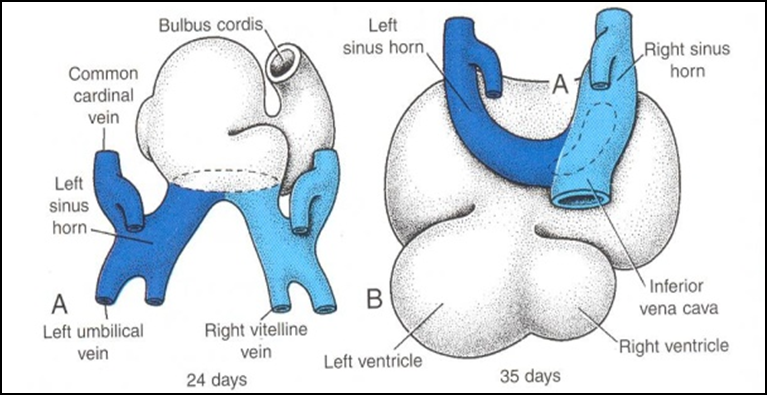 Bulbus cordis
Common
cardinal
vein
Left
sinus
horn
A
Left umbilical
vein
Right vitelline
vein
24 days
Left
sinus horn
A
Right sinus
horn
B
Inferior
vena cava
Left ventricle
Right ventricle
35 days